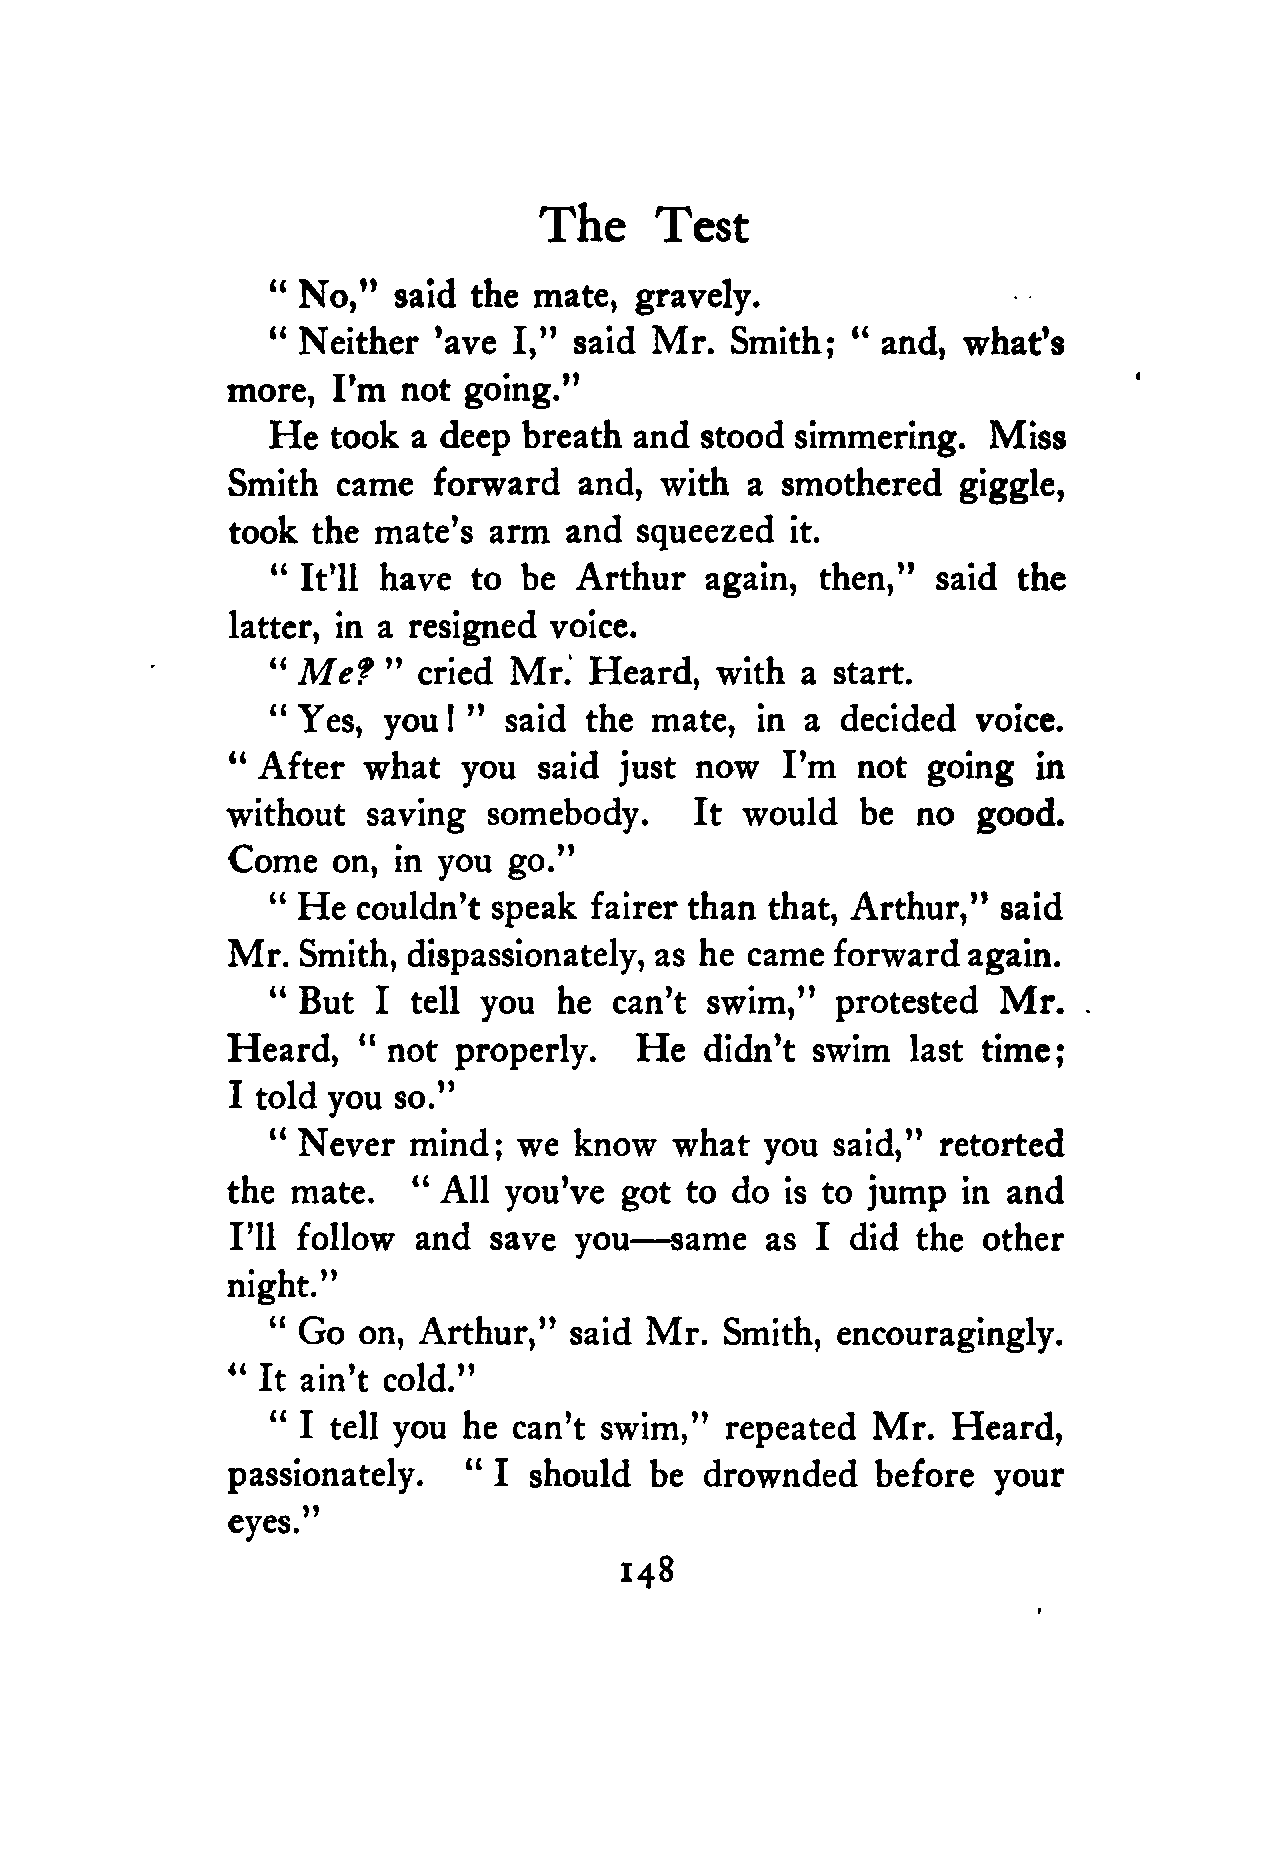 The Test
" No," said the mate, gravely.
" Neither 'ave I," said Mr. Smith; " and, what's
more, I'm not going."
He took a deep breath and stood simmering. Miss
Smith came forward and, with a smothered giggle,
took the mate's arm and squeezed it.
" It'll have to be Arthur again, then," said the
latter, in a resigned voice.
" Me? " cried Mr. Heard, with a start.
" Yes, you! " said the mate, in a decided voice.
" After what you said just now I'm not going in
without saving somebody. It would be no good.
Come on, in you go."
" He couldn't speak fairer than that, Arthur," said
Mr. Smith, dispassionately, as he came forward again.
" But I tell you he can't swim," protested Mr.
Heard, " not properly. He didn't swim last time;
I told you so."
" Never mind; we know what you said," retorted
the mate. " All you've got to do is to jump in and
I'll follow and save you—same as I did the other
night."
" Go on, Arthur," said Mr. Smith, encouragingly.
" It ain't cold."
" I tell you he can't swim," repeated Mr. Heard,
passionately. " I should be drownded before your
eyes."
148